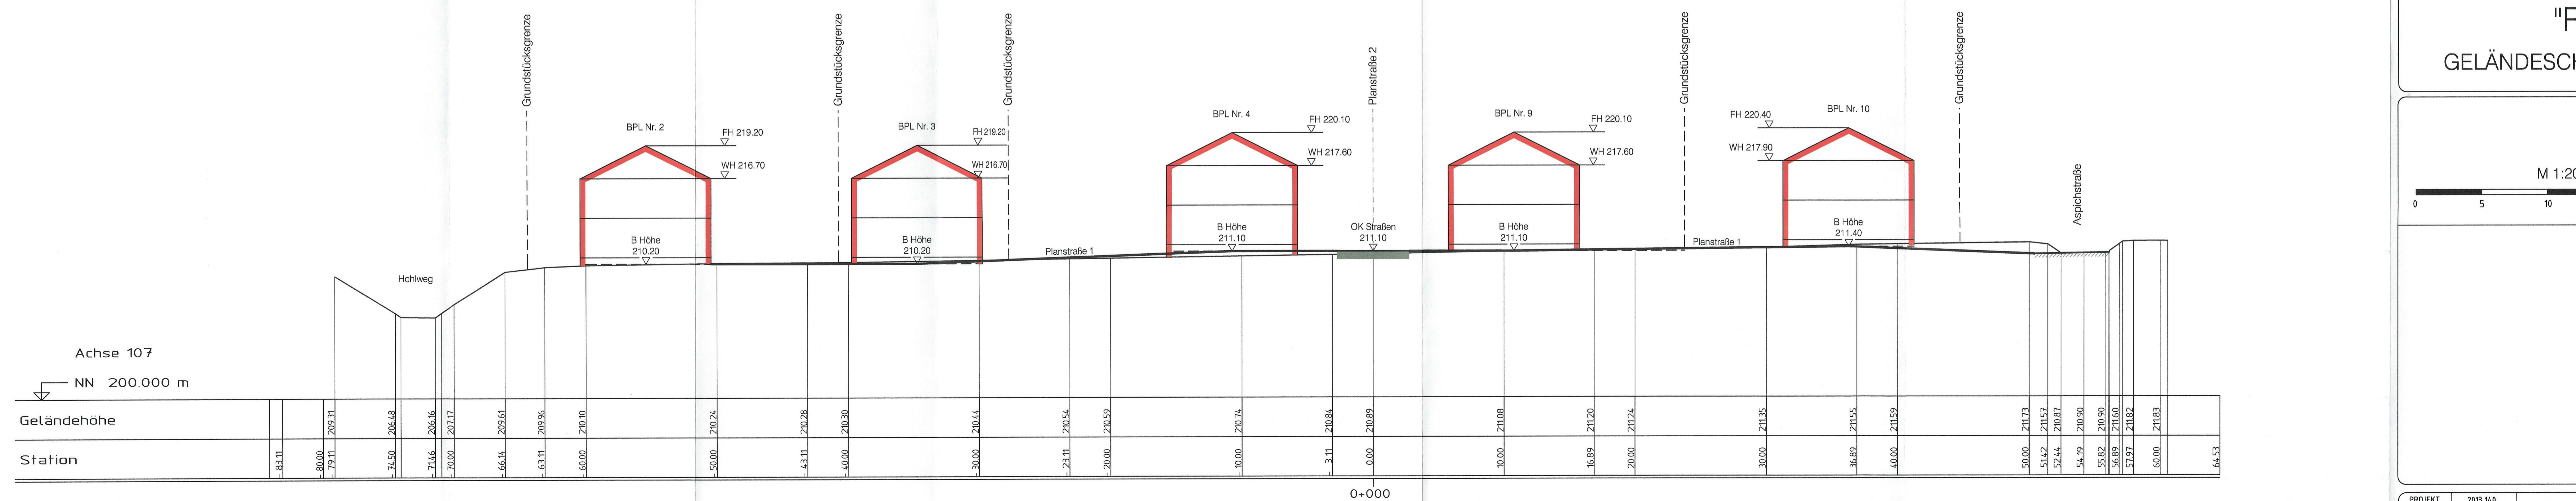 Grundstücksgrenze
Grundstücksgrenze
Grundstücksgrenze
Planstraße 2
Grundstücksgrenze
Grundstücksgrenze
BPL Nr. 2
FH 219.20
WH 216.70
B Höhe
210.20
BPL Nr. 3
FH 219.20
WH 216.70
B Höhe
210.20
BPL Nr. 4
FH 220.10
WH 217.60
B Höhe
211.10
OK Straßen
211.10
BPL Nr. 9
FH 220.10
WH 217.60
B Höhe
211.10
BPL Nr. 10
FH 220.40
WH 217.90
B Höhe
211.40
Hohlweg
Planstraße 1
Planstraße 1
Aspichstraße
Achse 107
NN 200.000 m
Geländehöhe 209.31 206.48 206.16 207.17 209.61 209.96 210.10 210.24 210.28 210.30 210.44 210.54 210.59 210.74 210.84 210.89 211.08 211.20 211.24 211.35 211.55 211.59 211.73 211.57 210.87 210.90 210.90 211.60 211.82 211.83
Station - 83.11 - 80.00 - 79.11 - 74.50 - 71.46 - 70.00 - 66.14 - 63.11 - 60.00 - 50.00 - 43.11 - 40.00 - 30.00 - 23.11 - 20.00 - 10.00 - 3.11 0.00 10.00 16.89 20.00 30.00 36.89 40.00 50.00 51.42 52.44 54.19 55.82 56.89 57.97 60.00 64.53
0+000
"F
GELÄNDESCH
M 1:20
0 5 10
PROJEKT 2013 140